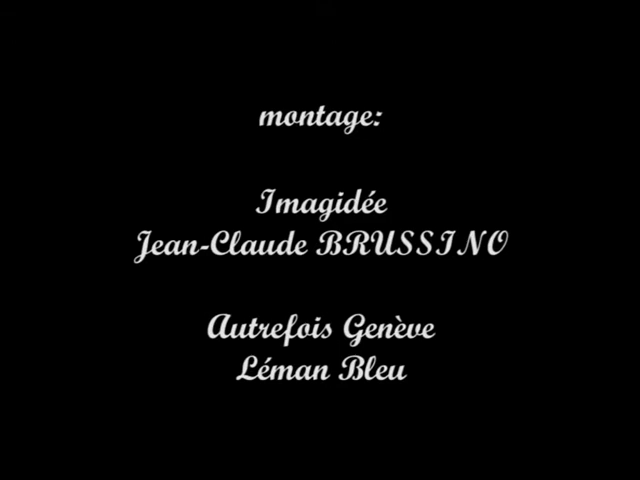 montage:
Imagidée
Jean-Claude BRUSSINO
Autrefois Genève
Léman Bleu